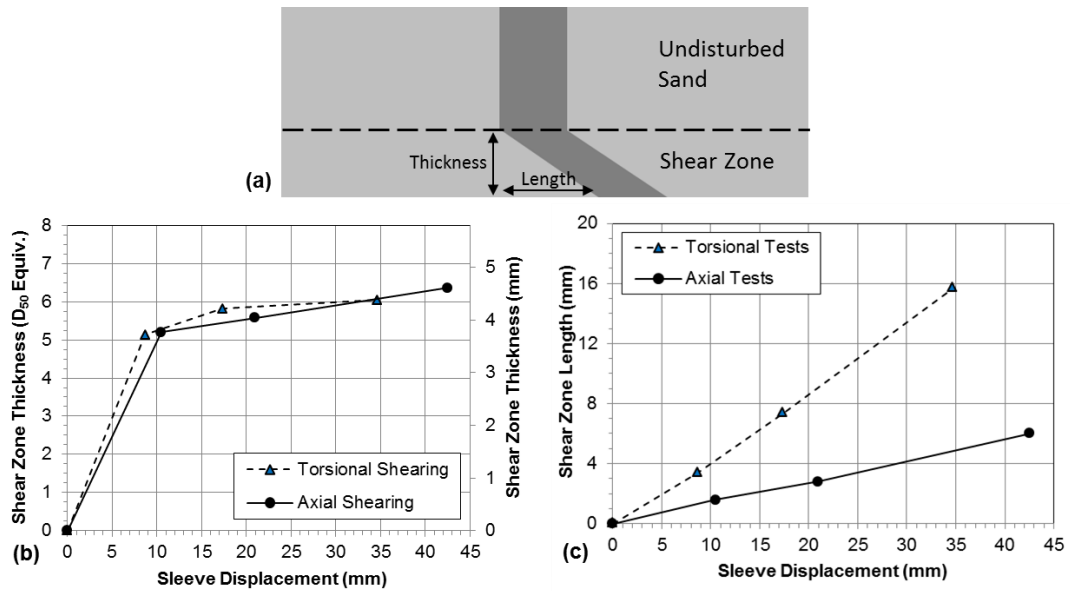 Undisturbed
Sand
Thickness
Length
Shear Zone
(a)
8
7
6
5
4
3
2
1
0
Shear Zone Thickness (D50 Equiv.)
5
4
3
2
1
0
Shear Zone Thickness (mm)
Torsional Shearing
Axial Shearing
0 5 10 15 20 25 30 35 40 45
(b)
Sleeve Displacement (mm)
20
16
12
8
4
0
Shear Zone Length (mm)
Torsional Tests
Axial Tests
0 5 10 15 20 25 30 35 40 45
(c)
Sleeve Displacement (mm)